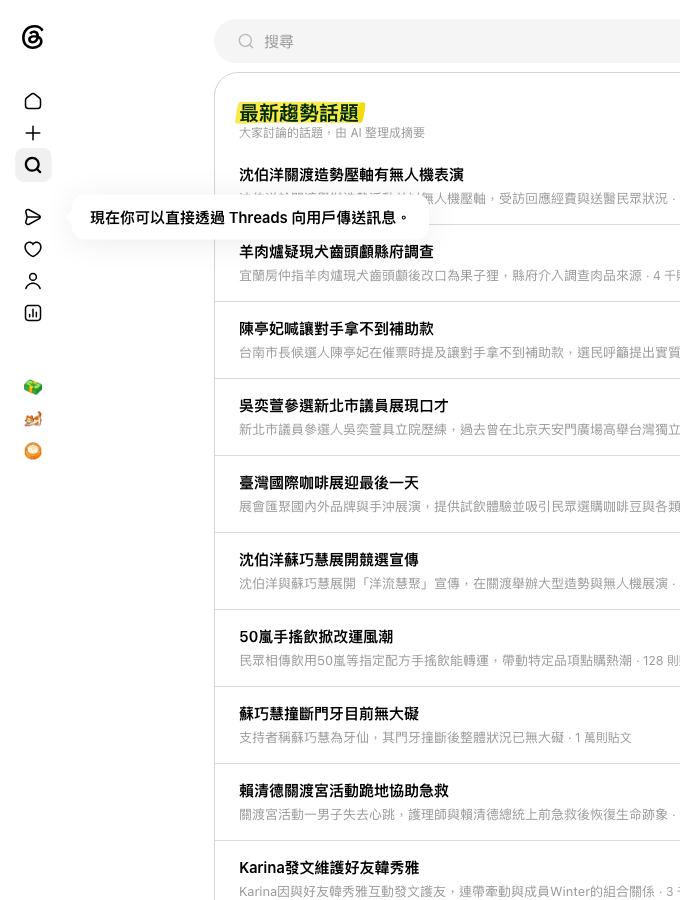 搜尋
最新趨勢話題
大家討論的話題，由 AI 整理成摘要
沈伯洋關渡造勢壓軸有無人機表演
無人機壓軸，受訪回應經費與送醫民眾狀況 ·
現在你可以直接透過 Threads 向用戶傳送訊息。
羊肉爐疑現犬齒頭顱縣府調查
宜蘭房仲指羊肉爐現犬齒頭顱後改口為果子狸，縣府介入調查肉品來源 · 4 千
陳亭妃喊讓對手拿不到補助款
台南市長候選人陳亭妃在催票時提及讓對手拿不到補助款，選民呼籲提出實質
吳奕萱參選新北市議員展現口才
新北市議員參選人吳奕萱具立院歷練，過去曾在北京天安門廣場高舉台灣獨立
臺灣國際咖啡展迎最後一天
展會匯聚國內外品牌與手沖展演，提供試飲體驗並吸引民眾選購咖啡豆與各類
沈伯洋蘇巧慧展開競選宣傳
沈伯洋與蘇巧慧展開「洋流慧聚」宣傳，在關渡舉辦大型造勢與無人機展演 ·
50嵐手搖飲掀改運風潮
民眾相傳飲用50嵐等指定配方手搖飲能轉運，帶動特定品項點購熱潮 · 128 則
蘇巧慧撞斷門牙目前無大礙
支持者稱蘇巧慧為牙仙，其門牙撞斷後整體狀況已無大礙 · 1 萬則貼文
賴清德關渡宮活動跪地協助急救
關渡宮活動一男子失去心跳，護理師與賴清德總統上前急救後恢復生命跡象 ·
Karina發文維護好友韓秀雅
Karina因與好友韓秀雅互動發文護友，連帶牽動與成員Winter的組合關係 · 3